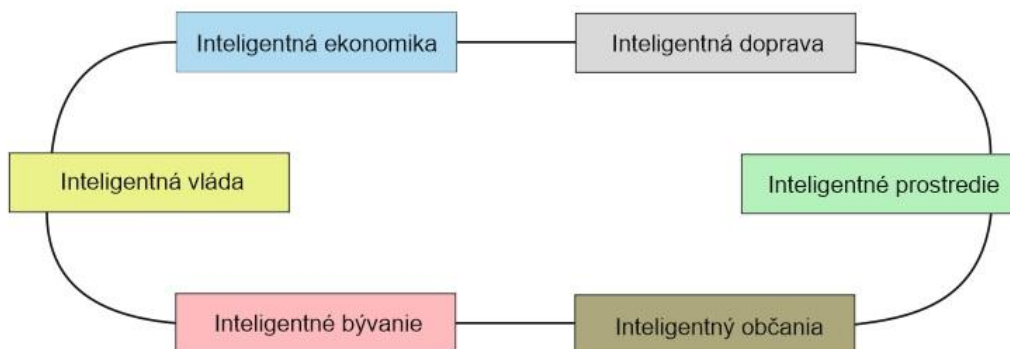 Inteligentná ekonomika
Inteligentná doprava
Inteligentná vláda
Inteligentné prostredie
Inteligentné bývanie
Inteligentný občania